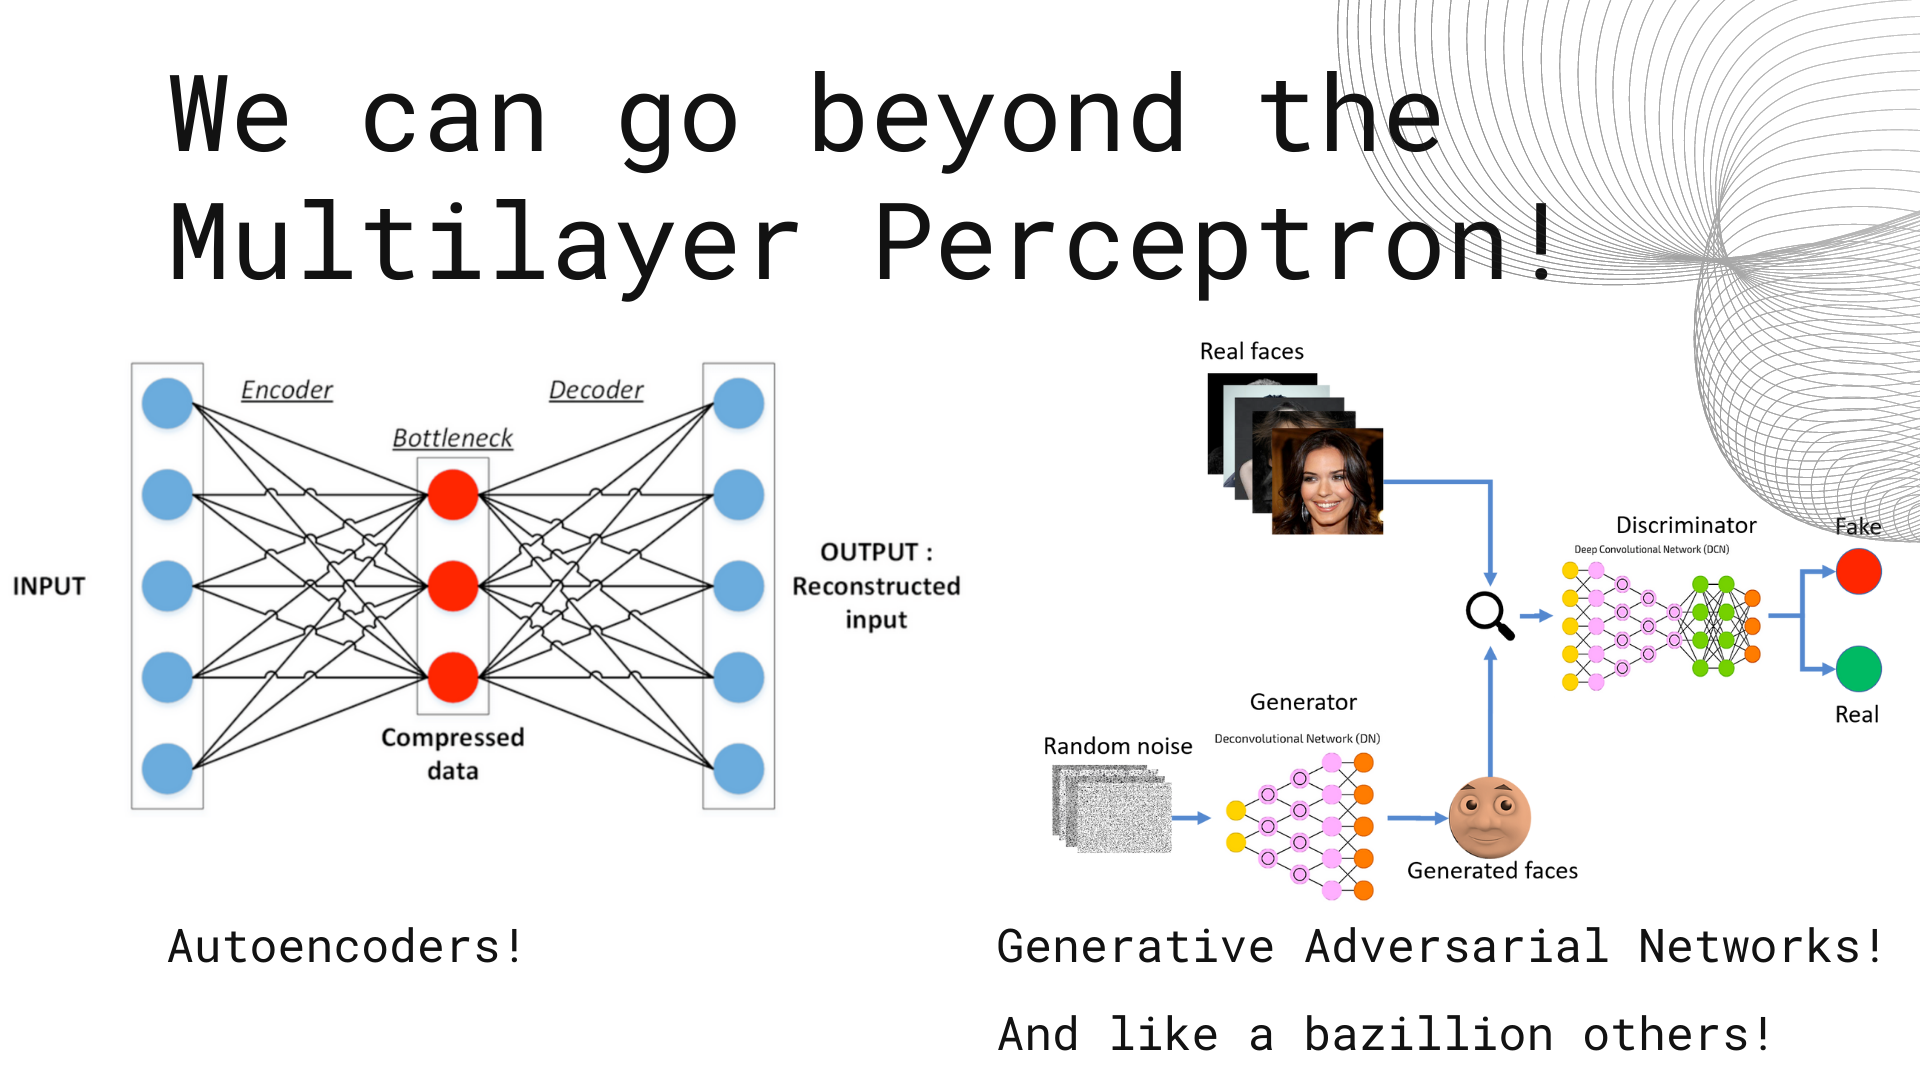 We can go beyond the
Multilayer Perceptron!
Encoder
Decoder
Bottleneck
INPUT
OUTPUT :
Reconstructed
input
Compressed
data
Autoencoders!
Real faces
Discriminator
Deep Convolutional Network (DCN)
Fake
Real
Generator
Deconvolutional Network (DN)
Random noise
Generated faces
Generative Adversarial Networks!
And like a bazillion others!